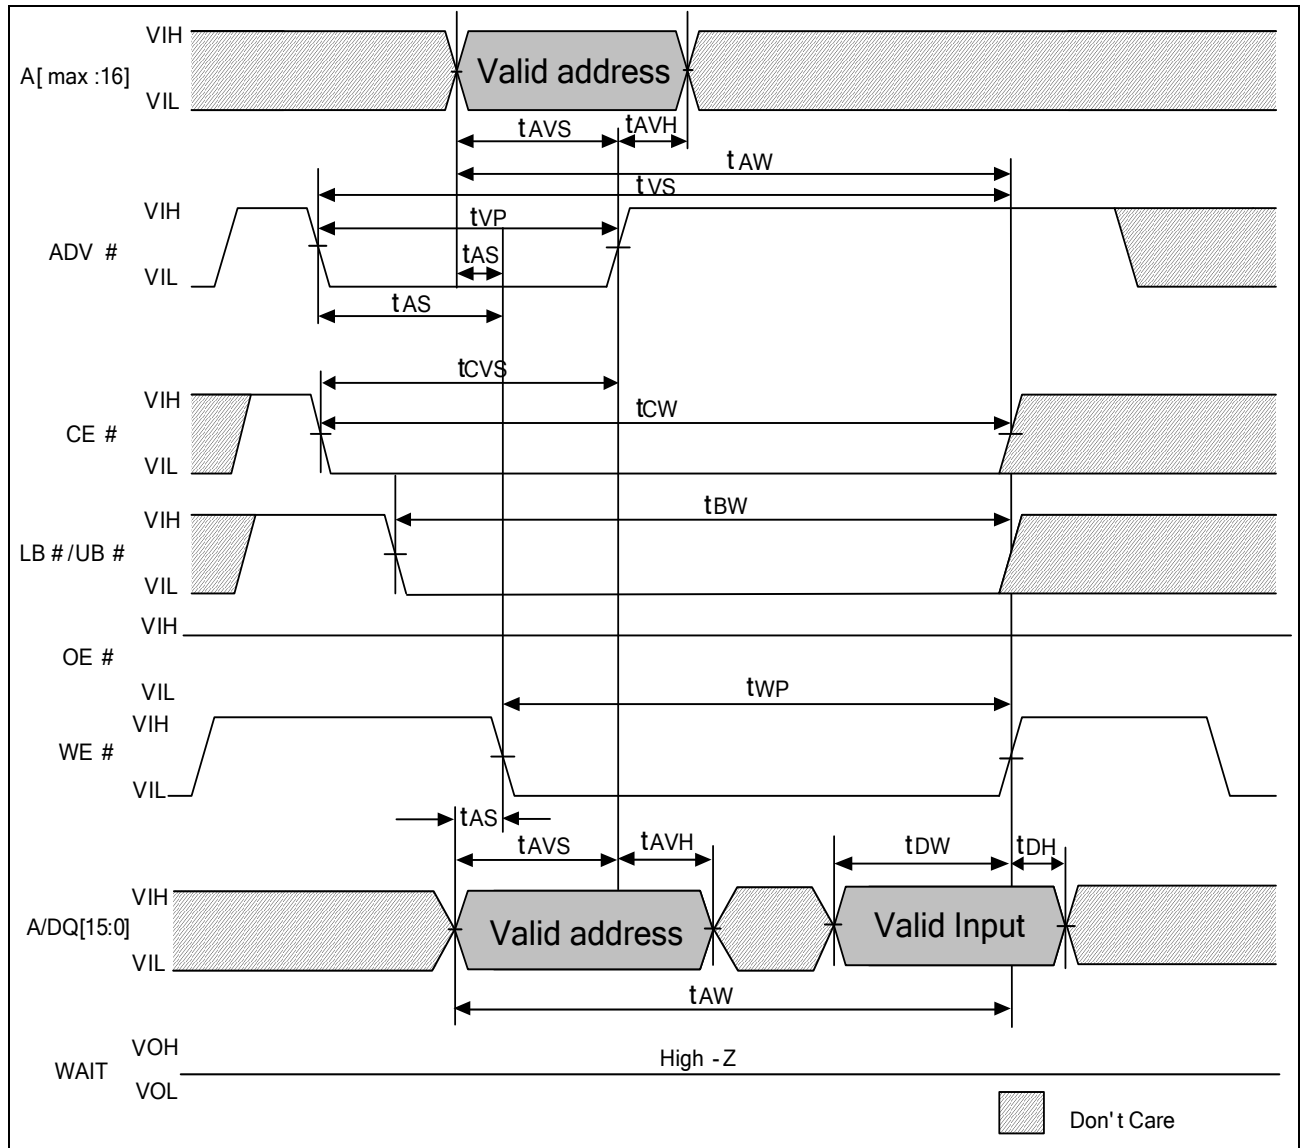 VIH
A[ max :16]
Valid address
VIL
tAVS
tAVH
tAW
tVS
VIH
tVP
ADV #
tAS
VIL
tAS
tCVS
VIH
tCW
CE #
VIL
tBW
VIH
LB #/UB #
VIL
VIH
OE #
VIL
tWP
VIH
WE #
VIL
tAS
tAVS
tAVH
tDW
tDH
VIH
A/DQ[15:0]
Valid address
Valid Input
VIL
tAW
VOH
High -Z
WAIT
VOL
Don't Care